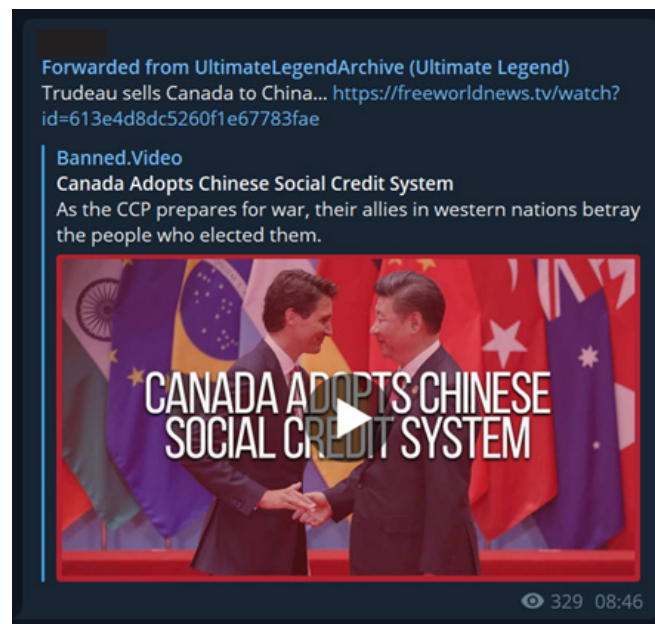 Forwarded from UltimateLegendArchive (Ultimate Legend)
Trudeau sells Canada to China... https://freeworldnews.tv/watch?
id=613e4d8dc5260f1e67783fae
Banned.Video
Canada Adopts Chinese Social Credit System
As the CCP prepares for war, their allies in western nations betray
the people who elected them.
CANADA ADOPTS CHINESE
SOCIAL CREDIT SYSTEM
329 08:46